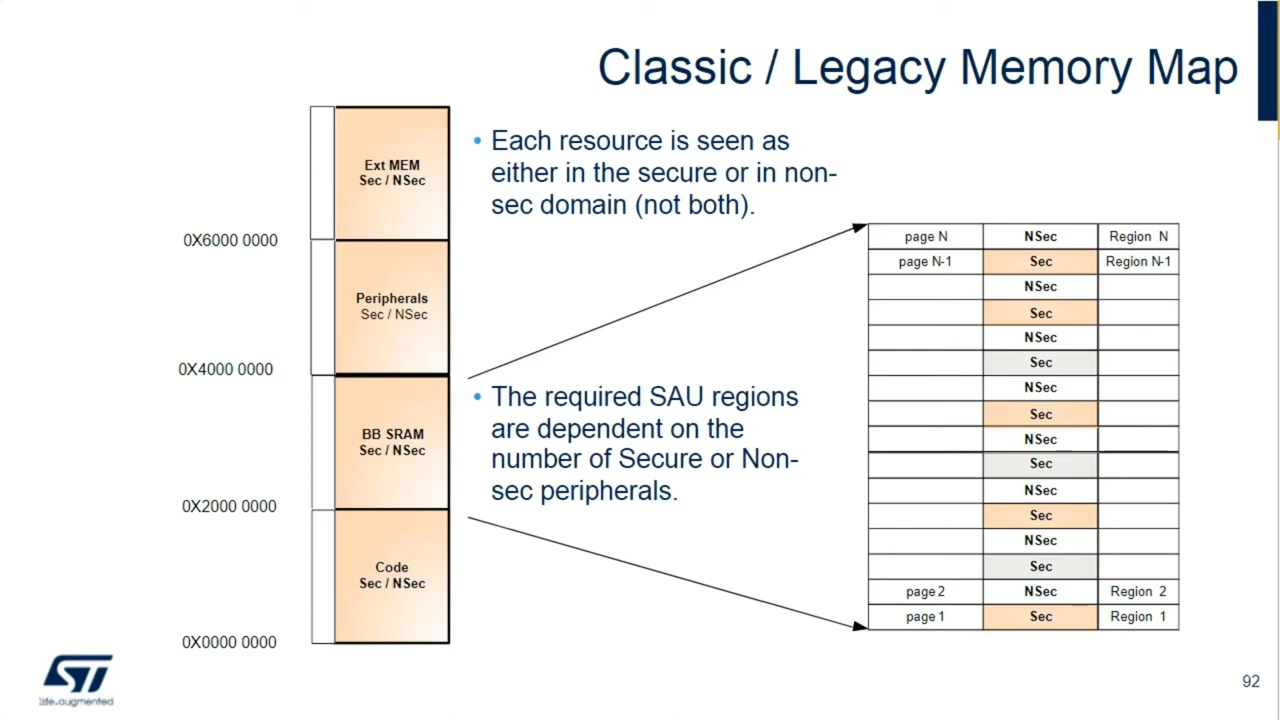 Classic / Legacy Memory Map
Ext MEM
Sec / NSec
0X6000 0000
Peripherals
Sec / NSec
0X4000 0000
BB SRAM
Sec / NSec
0X2000 0000
Code
Sec / NSec
0X0000 0000
• Each resource is seen as
either in the secure or in non-
sec domain (not both).
• The required SAU regions
are dependent on the
number of Secure or Non-
sec peripherals.
page N NSec Region N
page N-1 Sec Region N-1
NSec
Sec
NSec
Sec
NSec
Sec
NSec
Sec
NSec
Sec
NSec
Sec
page 2 NSec Region 2
page 1 Sec Region 1
ST
life.augmented
92